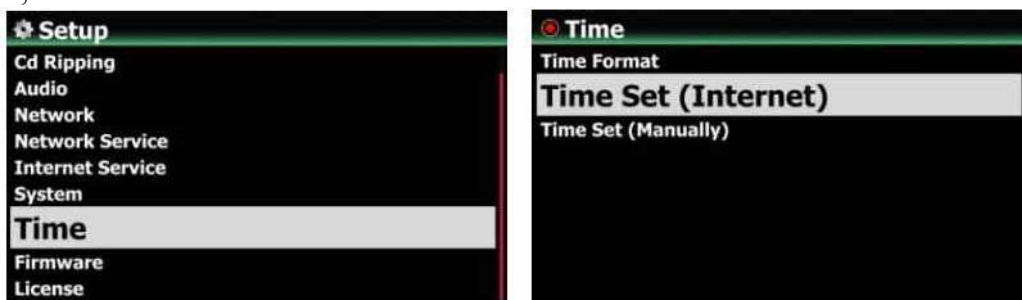 Setup
Cd Ripping
Audio
Network
Network Service
Internet Service
System
Time
Firmware
License
Time
Time Format
Time Set (Internet)
Time Set (Manually)